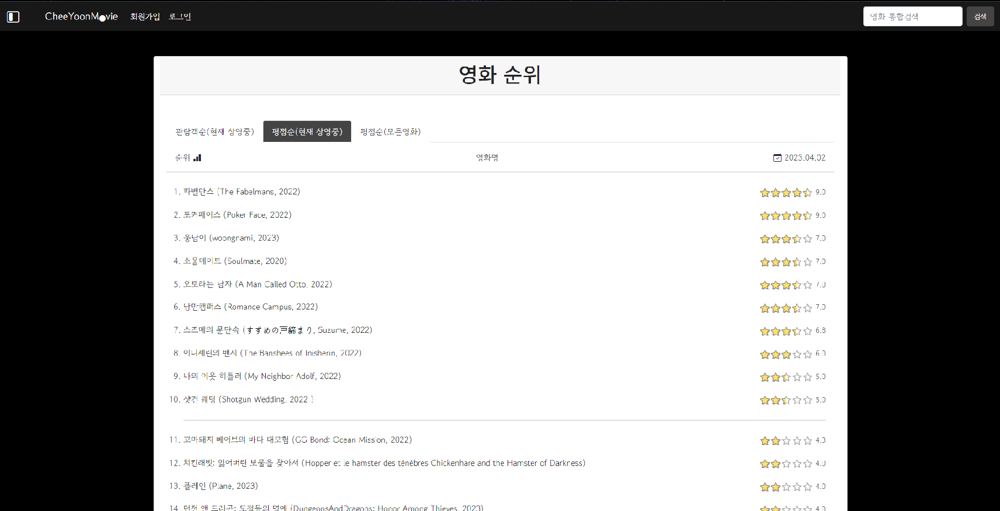 CheeYoonM●vie 회원가입 로그인 영화 통합검색 검색
영화 순위
관람객순(현재 상영중) 평점순(현재 상영중) 평점순(모든영화)
순위 영화명 2023.04.02
1. 파벨만스 (The Fabelmans, 2022) 9.0
2. 포커페이스 (Poker Face, 2022) 9.0
3. 웅남이 (woongnami, 2023) 7.0
4. 소울메이트 (Soulmate, 2020) 7.0
5. 오토라는 남자 (A Man Called Otto, 2022) 7.0
6. 낭만캠퍼스 (Romance Campus, 2022) 7.0
7. 스즈메의 문단속 (すずめの戸締まり, Suzume, 2022) 6.8
8. 이니셰린의 밴시 (The Banshees of Inisherin, 2022) 6.0
9. 나의 이웃 히틀러 (My Neighbor Adolf, 2022) 5.0
10. 샷건 웨딩 (Shotgun Wedding, 2022 ) 5.0
11. 꼬마돼지 베이브의 바다 대모험 (GG Bond: Ocean Mission, 2022) 4.3
12. 치킨래빗: 잃어버린 보물을 찾아서 (Hopper et le hamster des ténèbres Chickenhare and the Hamster of Darkness) 4.0
13. 플레인 (Plane, 2023) 4.0
14. 던전 앤 드래곤: 도적들의 명예 (DungeonsAndDragons: Honor Among Thieves, 2023) 4.0